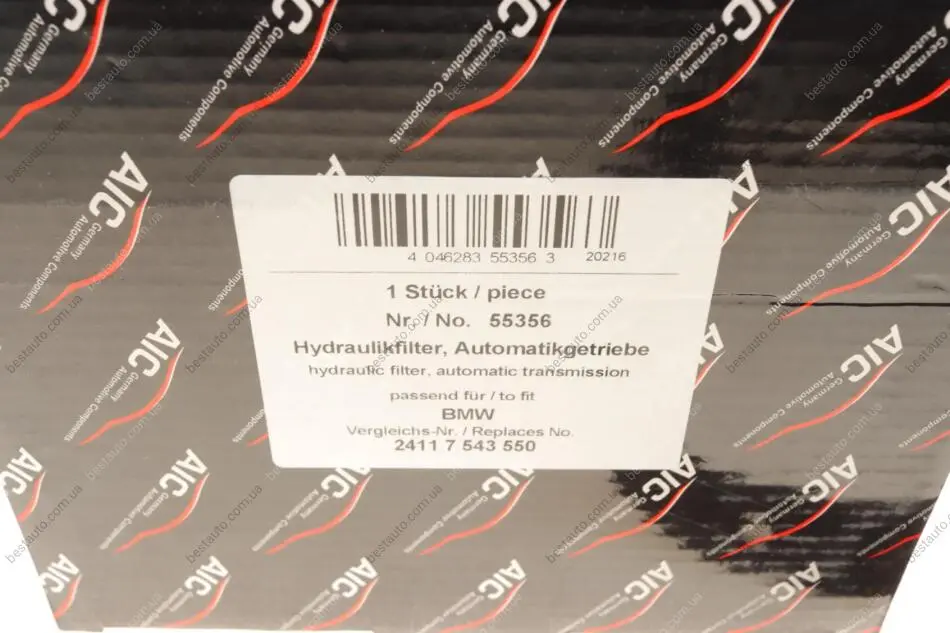 4 046283 55356 3 20216
1 Stück / piece
Nr. / No. 55356
Hydraulikfilter, Automatikgetriebe
hydraulic filter, automatic transmission
passend für / to fit
BMW
Vergleichs-Nr. / Replaces No.
2411 7 543 550
AIC
Germany
Automotive Components
bestauto.com.ua